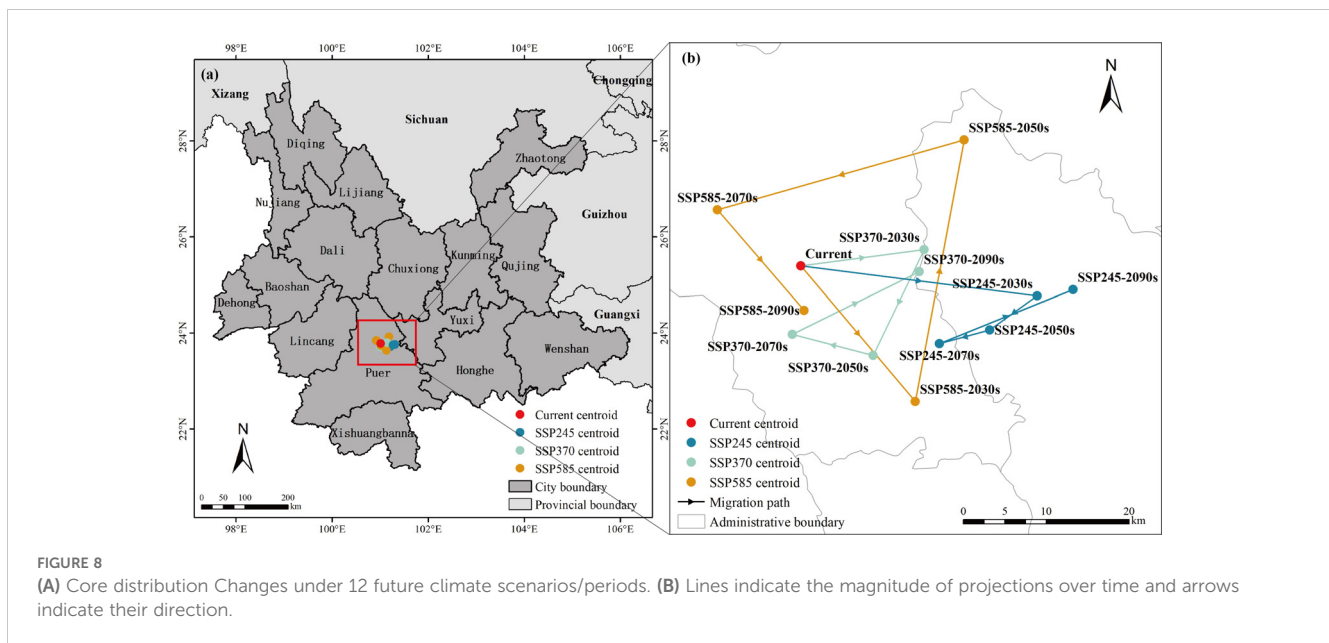 98°E
100°E
102°E
104°E
106°E
(a)
Xizang
Chongqing
Sichuan
28°N
28°N
Diqing
Zhaotong
Lijiang
Nujiang
Guizhou
26°N
26°N
Dali
Kunming
Chuxiong
Qujing
Baoshan
Dehong
Guangxi
24°N
24°N
Yuxi
Lincang
Wenshan
Puer
Honghe
22°N
22°N
Xishuangbanna
Current centroid
SSP245 centroid
SSP370 centroid
SSP585 centroid
City boundary
Provincial boundary
N
0 25 50 100 200
km
98°E
100°E
102°E
104°E
106°E
(b)
N
SSP585-2050s
SSP585-2070s
SSP370-2030s
Current
SSP370-2090s
SSP245-2030s
SSP245-2090s
SSP585-2090s
SSP245-2050s
SSP370-2070s
SSP245-2070s
SSP370-2050s
SSP585-2030s
Current centroid
SSP245 centroid
SSP370 centroid
SSP585 centroid
Migration path
Administrative boundary
0 5 10 20
km
FIGURE 8
(A) Core distribution Changes under 12 future climate scenarios/periods. (B) Lines indicate the magnitude of projections over time and arrows
indicate their direction.